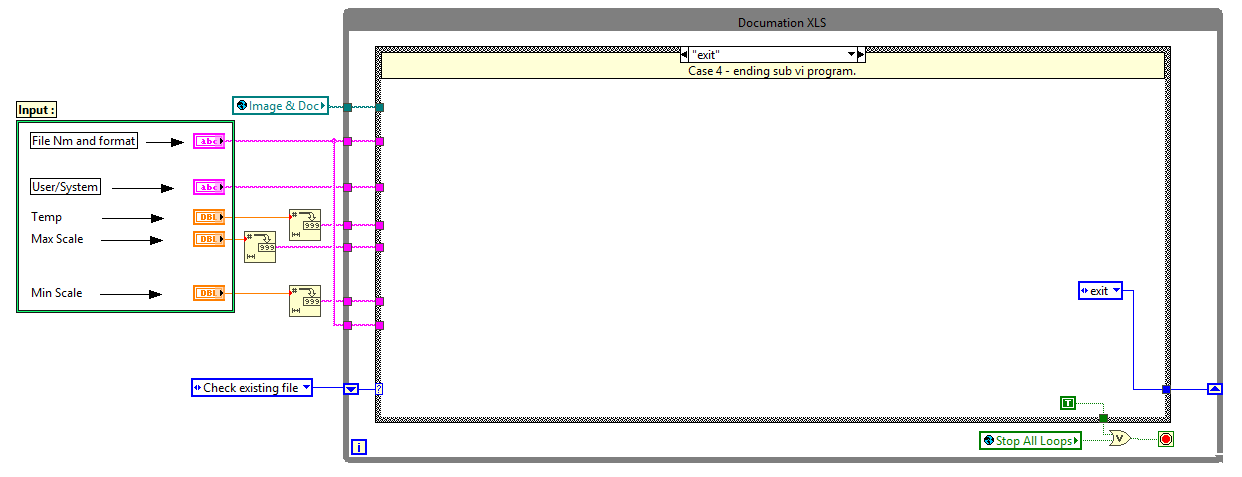 Documation XLS
"exit"
Case 4 - ending sub vi program.
Image & Doc
Input :
File Nm and format
abc
User/System
abc
Temp
DBL
# 999
Max Scale
DBL
# 999
exit
Min Scale
DBL
# 999
Check existing file
?
T
Stop All Loops
V
i